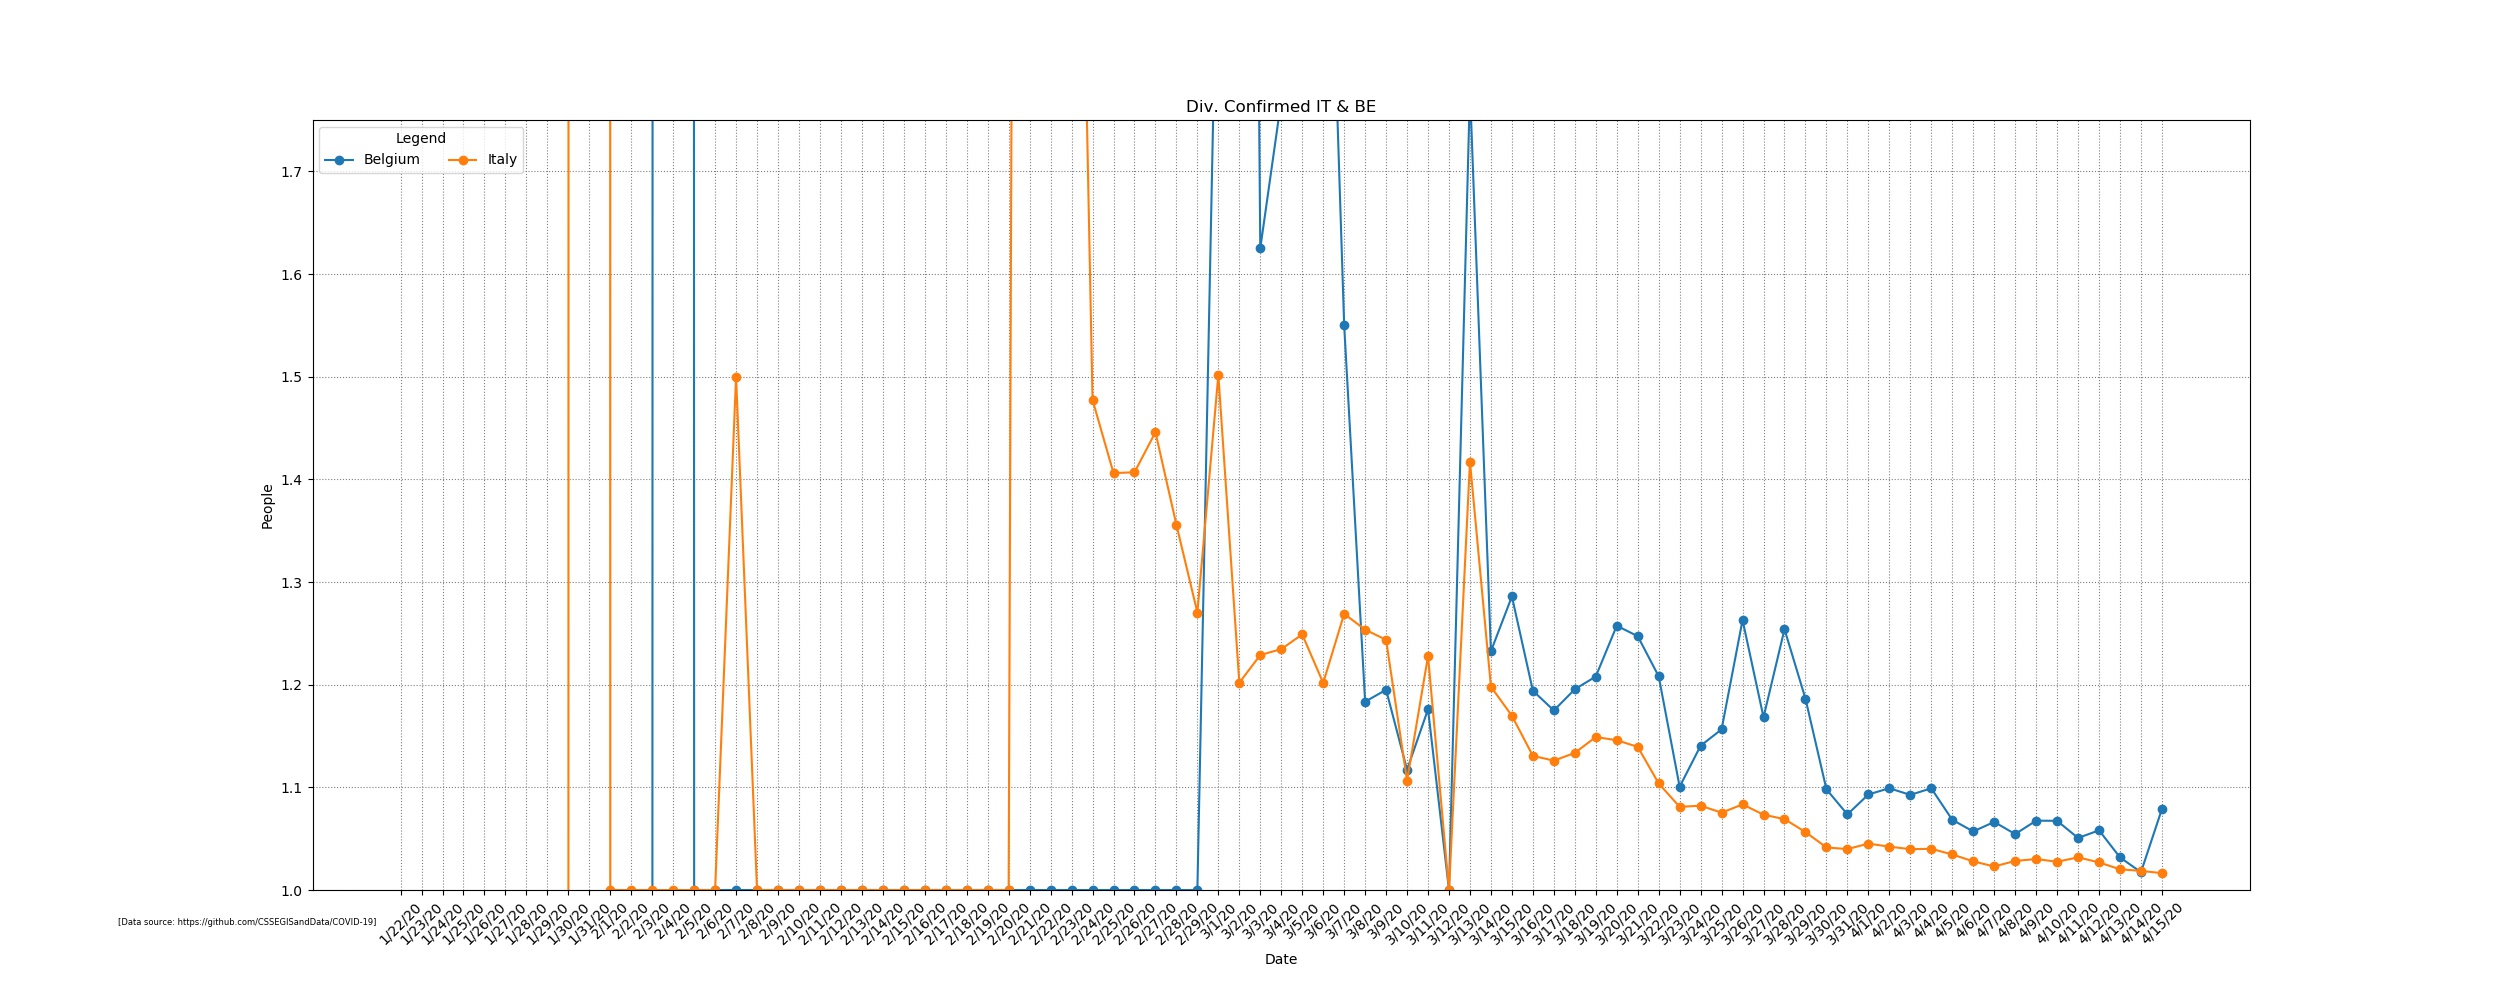 Div. Confirmed IT & BE
Legend
Belgium Italy
1.7
1.6
1.5
1.4
1.3
1.2
1.1
1.0
People
1/22/20 1/23/20 1/24/20 1/25/20 1/26/20 1/27/20 1/28/20 1/29/20 1/30/20 1/31/20 2/1/20 2/2/20 2/3/20 2/4/20 2/5/20 2/6/20 2/7/20 2/8/20 2/9/20 2/10/20 2/11/20 2/12/20 2/13/20 2/14/20 2/15/20 2/16/20 2/17/20 2/18/20 2/19/20 2/20/20 2/21/20 2/22/20 2/23/20 2/24/20 2/25/20 2/26/20 2/27/20 2/28/20 2/29/20 3/1/20 3/2/20 3/3/20 3/4/20 3/5/20 3/6/20 3/7/20 3/8/20 3/9/20 3/10/20 3/11/20 3/12/20 3/13/20 3/14/20 3/15/20 3/16/20 3/17/20 3/18/20 3/19/20 3/20/20 3/21/20 3/22/20 3/23/20 3/24/20 3/25/20 3/26/20 3/27/20 3/28/20 3/29/20 3/30/20 3/31/20 4/1/20 4/2/20 4/3/20 4/4/20 4/5/20 4/6/20 4/7/20 4/8/20 4/9/20 4/10/20 4/11/20 4/12/20 4/13/20 4/14/20 4/15/20
[Data source: https://github.com/CSSEGISandData/COVID-19]
Date